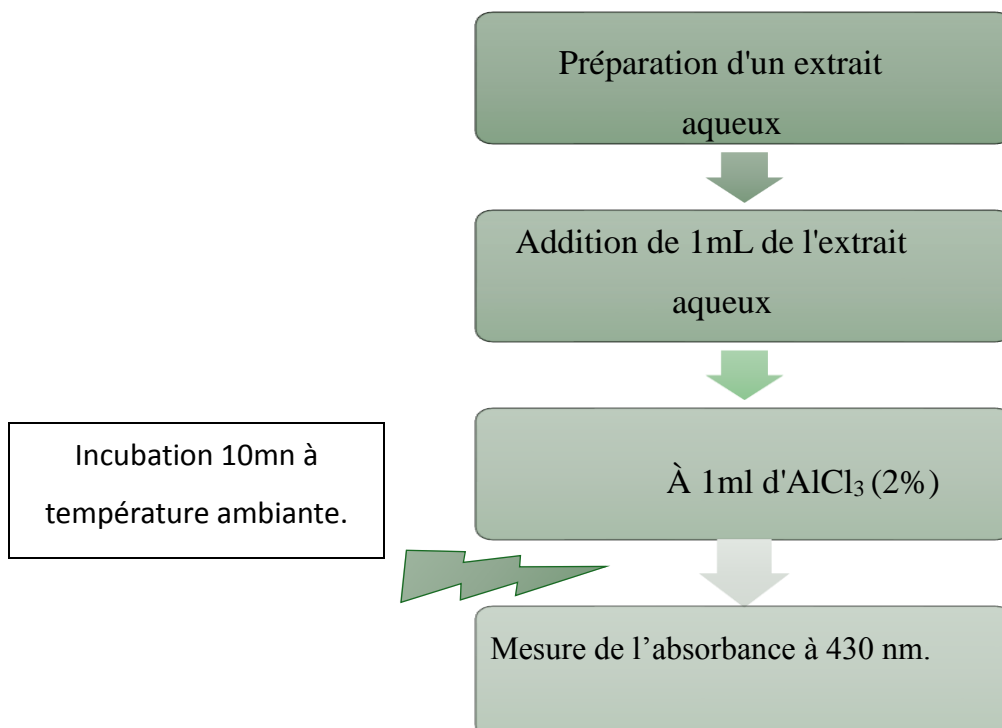 Préparation d'un extrait
aqueux
Addition de 1mL de l'extrait
aqueux
À 1ml d'AlCl₃ (2%)
Incubation 10mn à
température ambiante.
Mesure de l’absorbance à 430 nm.